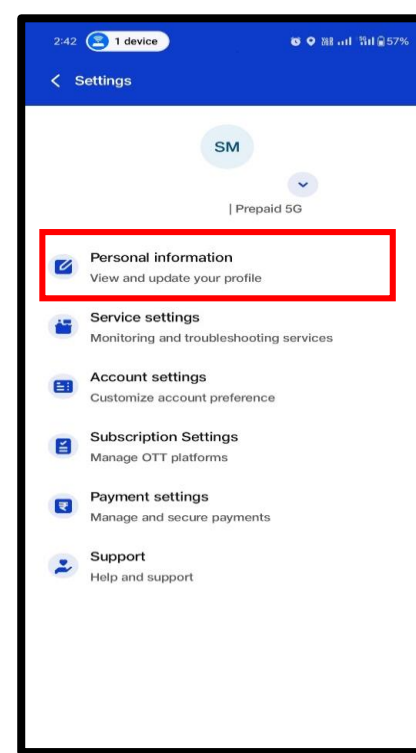 2:42 1 device 57%
Settings
SM
| Prepaid 5G
Personal information
View and update your profile
Service settings
Monitoring and troubleshooting services
Account settings
Customize account preference
Subscription Settings
Manage OTT platforms
Payment settings
Manage and secure payments
Support
Help and support